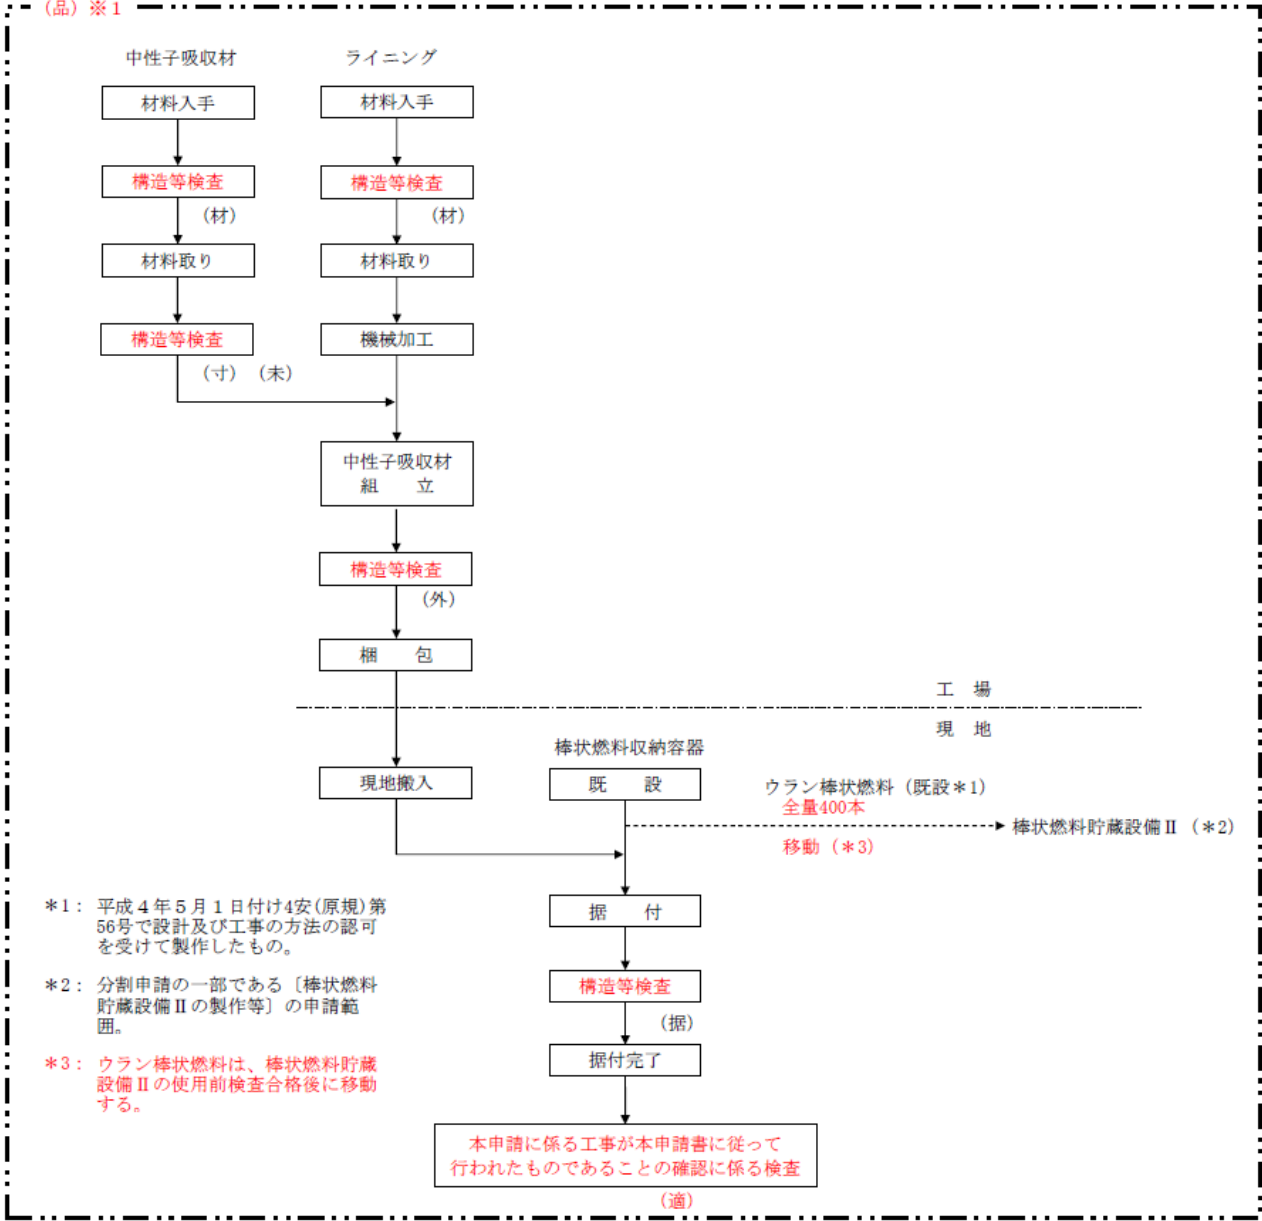 (品) ※1
中性子吸収材
ライニング
材料入手
材料入手
構造等検査
構造等検査
(材)
(材)
材料取り
材料取り
構造等検査
機械加工
(寸) (未)
中性子吸収材
組 立
構造等検査
(外)
梱 包
工 場
現 地
棒状燃料収納容器
現地搬入
既 設
ウラン棒状燃料 (既設*1)
全量400本
棒状燃料貯蔵設備Ⅱ (*2)
移動 (*3)
据 付
構造等検査
(据)
据付完了
*1: 平成4年5月1日付け4安(原規)第
56号で設計及び工事の方法の認可
を受けて製作したもの。
*2: 分割申請の一部である〔棒状燃料
貯蔵設備Ⅱの製作等〕の申請範
囲。
*3: ウラン棒状燃料は、棒状燃料貯蔵
設備Ⅱの使用前検査合格後に移動
する。
本申請に係る工事が本申請書に従って
行われたものであることの確認に係る検査
(適)